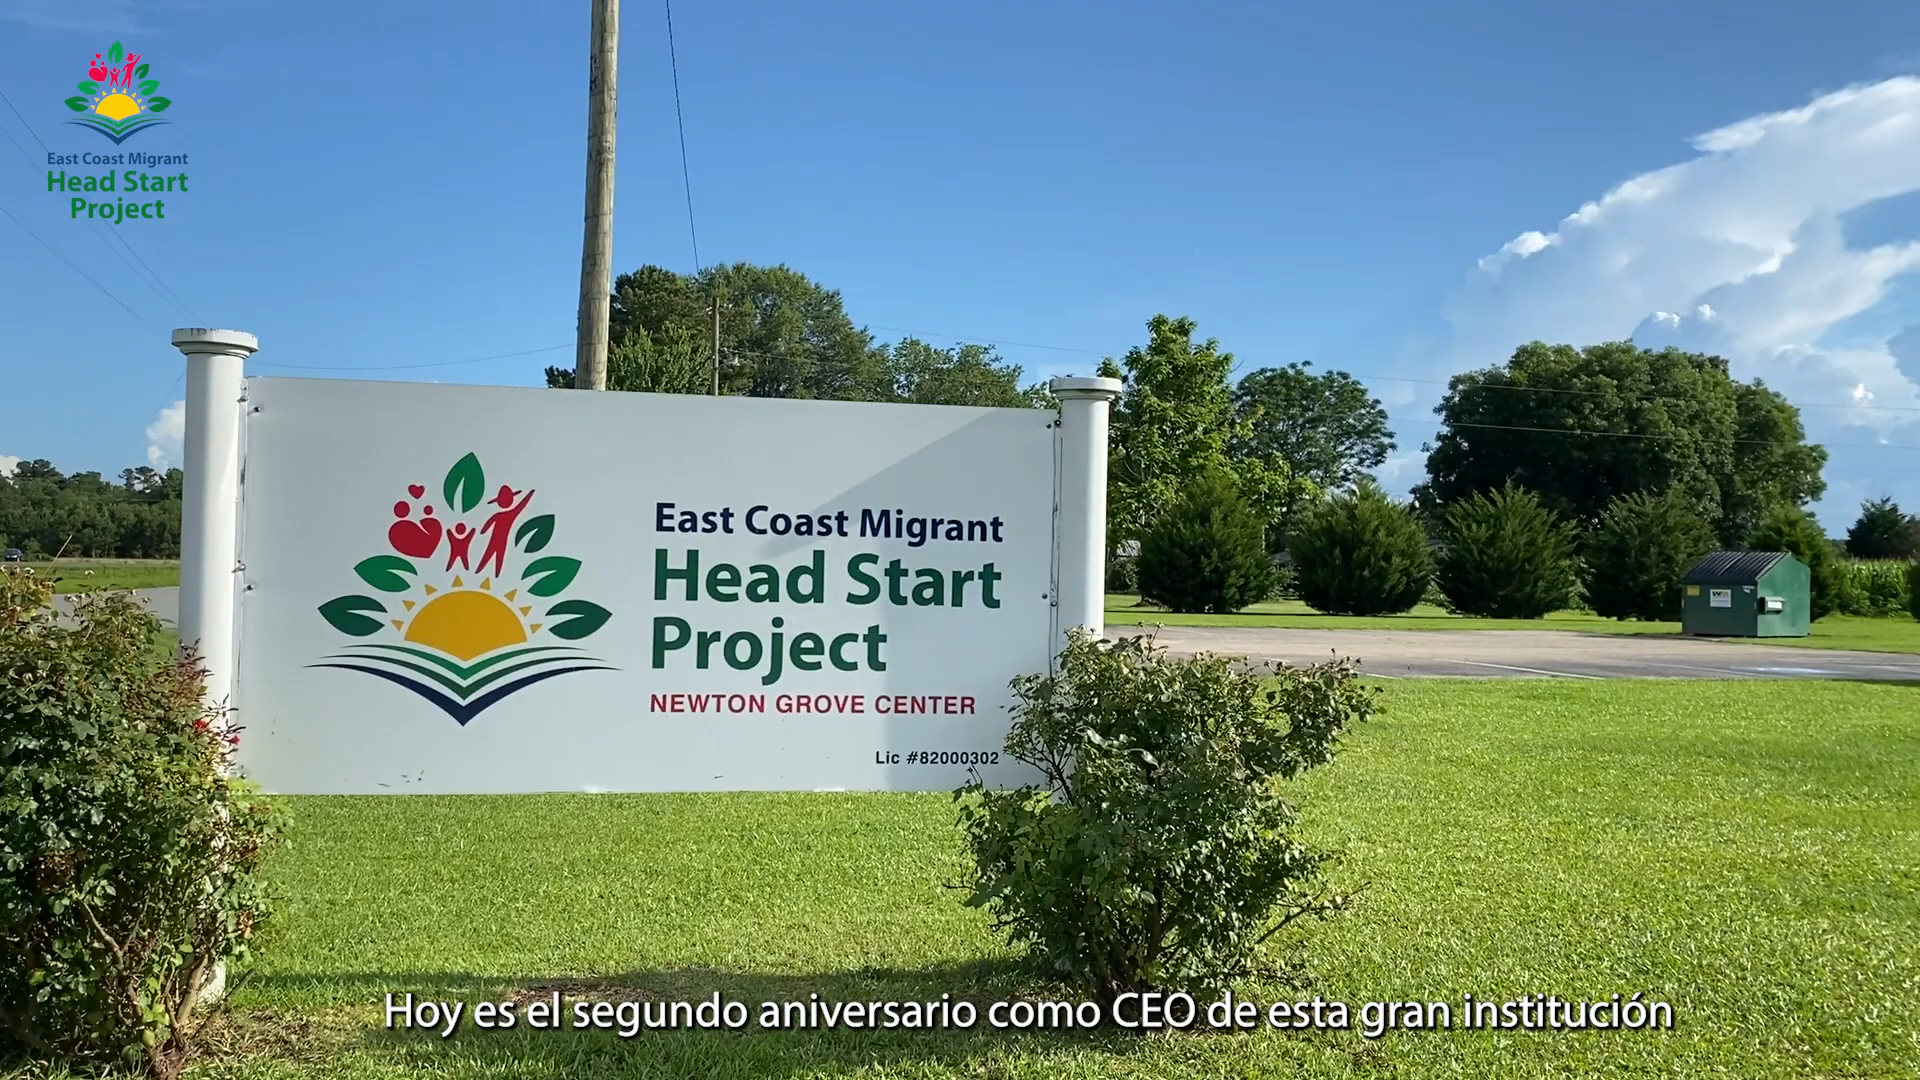 East Coast Migrant
Head Start
Project
East Coast Migrant
Head Start
Project
NEWTON GROVE CENTER
Lic #82000302
WM
Hoy es el segundo aniversario como CEO de esta gran institución